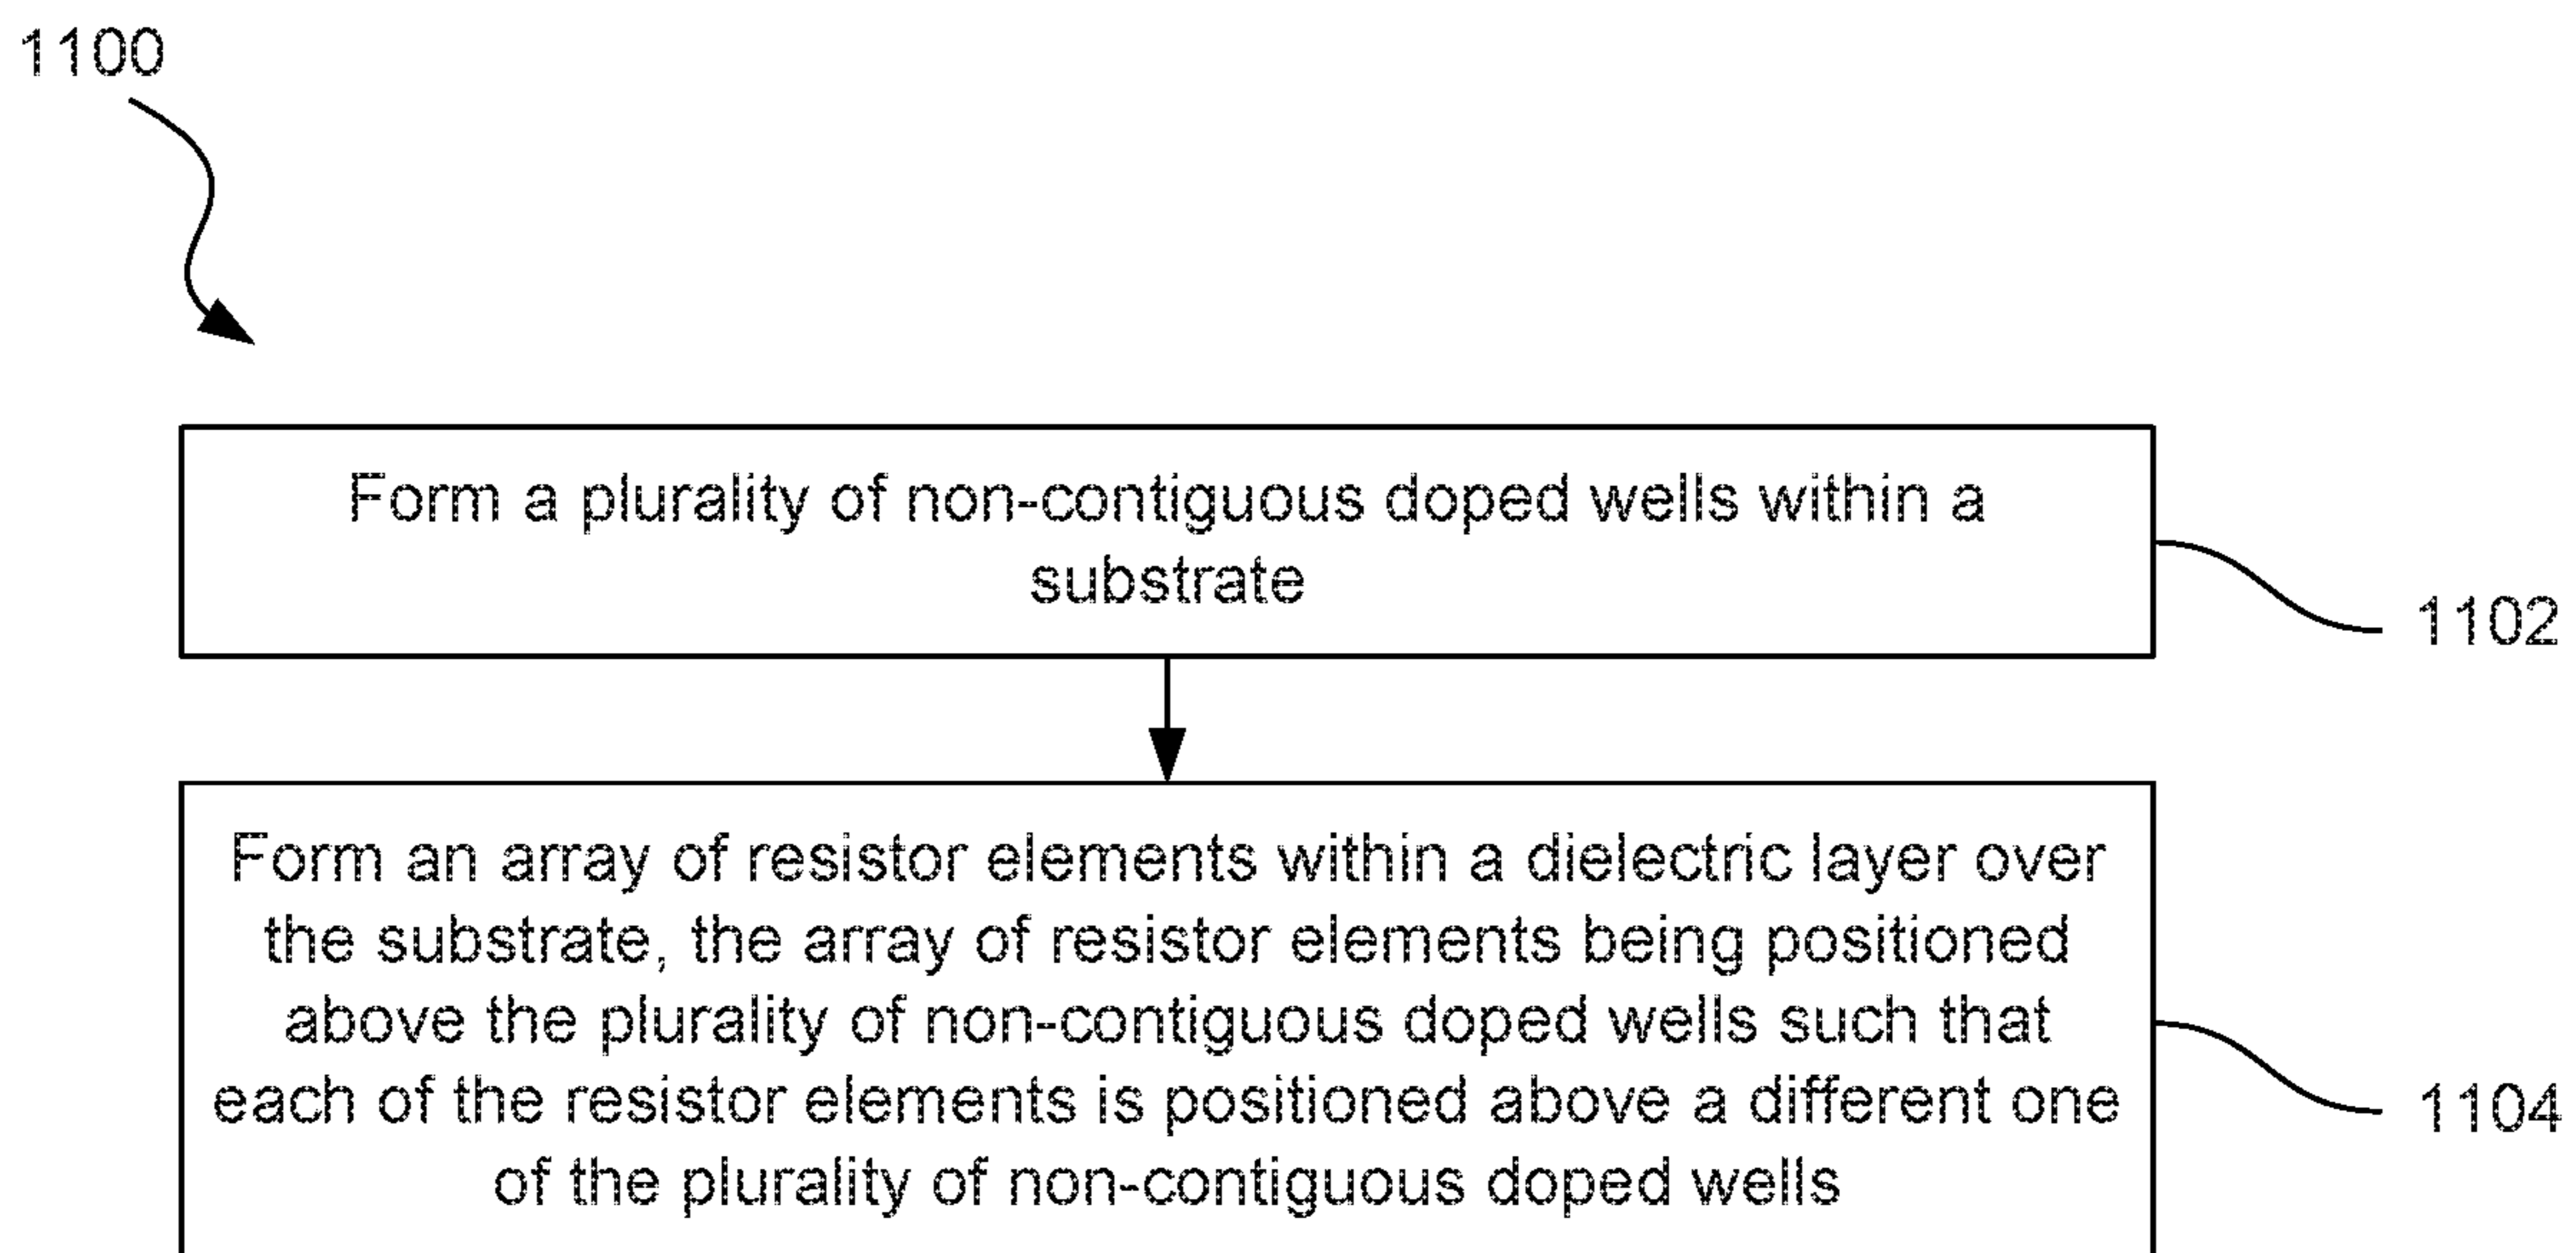 1100
Form a plurality of non-contiguous doped wells within a
substrate
1102
Form an array of resistor elements within a dielectric layer over
the substrate, the array of resistor elements being positioned
above the plurality of non-contiguous doped wells such that
each of the resistor elements is positioned above a different one
of the plurality of non-contiguous doped wells
1104